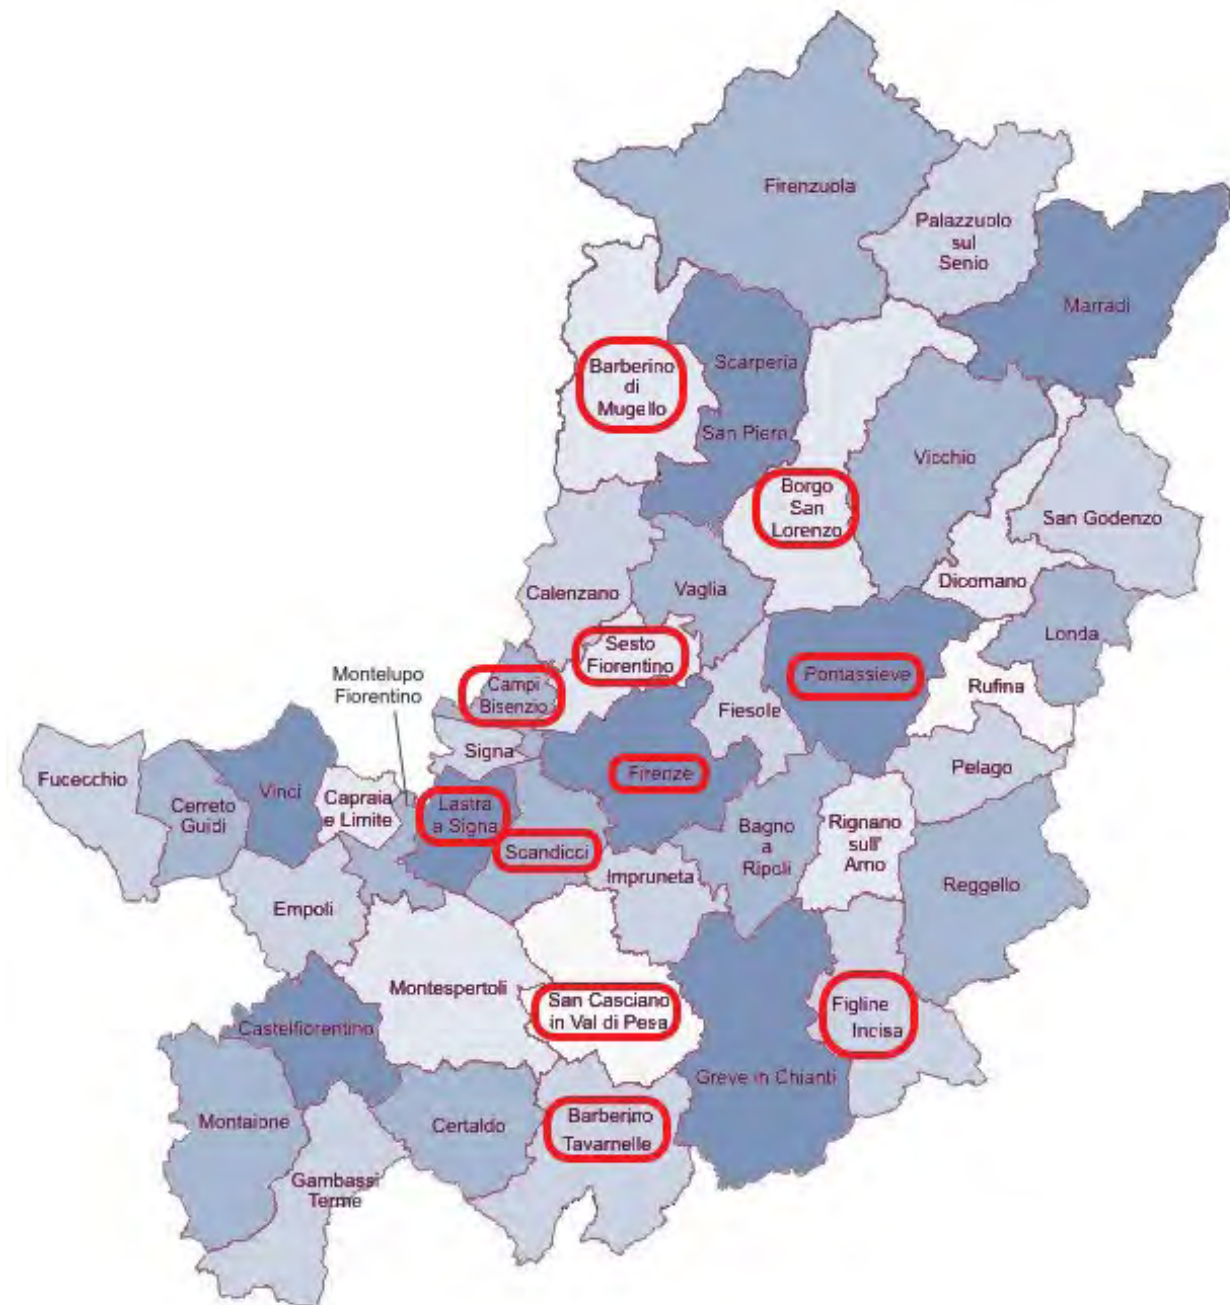 Firenzuola
Palazzuolo
sul
Senio
Marradi
Barberino
di
Mugello
Scarperia
San Piero
Vicchio
Borgo
San
Lorenzo
San Godenzo
Dicomano
Calenzano
Vaglia
Londa
Sesto
Fiorentino
Montelupo
Fiorentino
Campi
Bisenzio
Pontassieve
Rufina
Fiesole
Signa
Fucecchio
Vinci
Firenze
Pelago
Cerreto
Guidi
Capraia
e Limite
Lastra
a Signa
Scandicci
Bagno
a
Ripoli
Rignano
sull'
Arno
Impruneta
Reggello
Empoli
Montespertoli
San Casciano
in Val di Pesa
Figline
Incisa
Castelfiorentino
Greve in Chianti
Montaione
Certaldo
Barberino
Tavarnelle
Gambassi
Terme